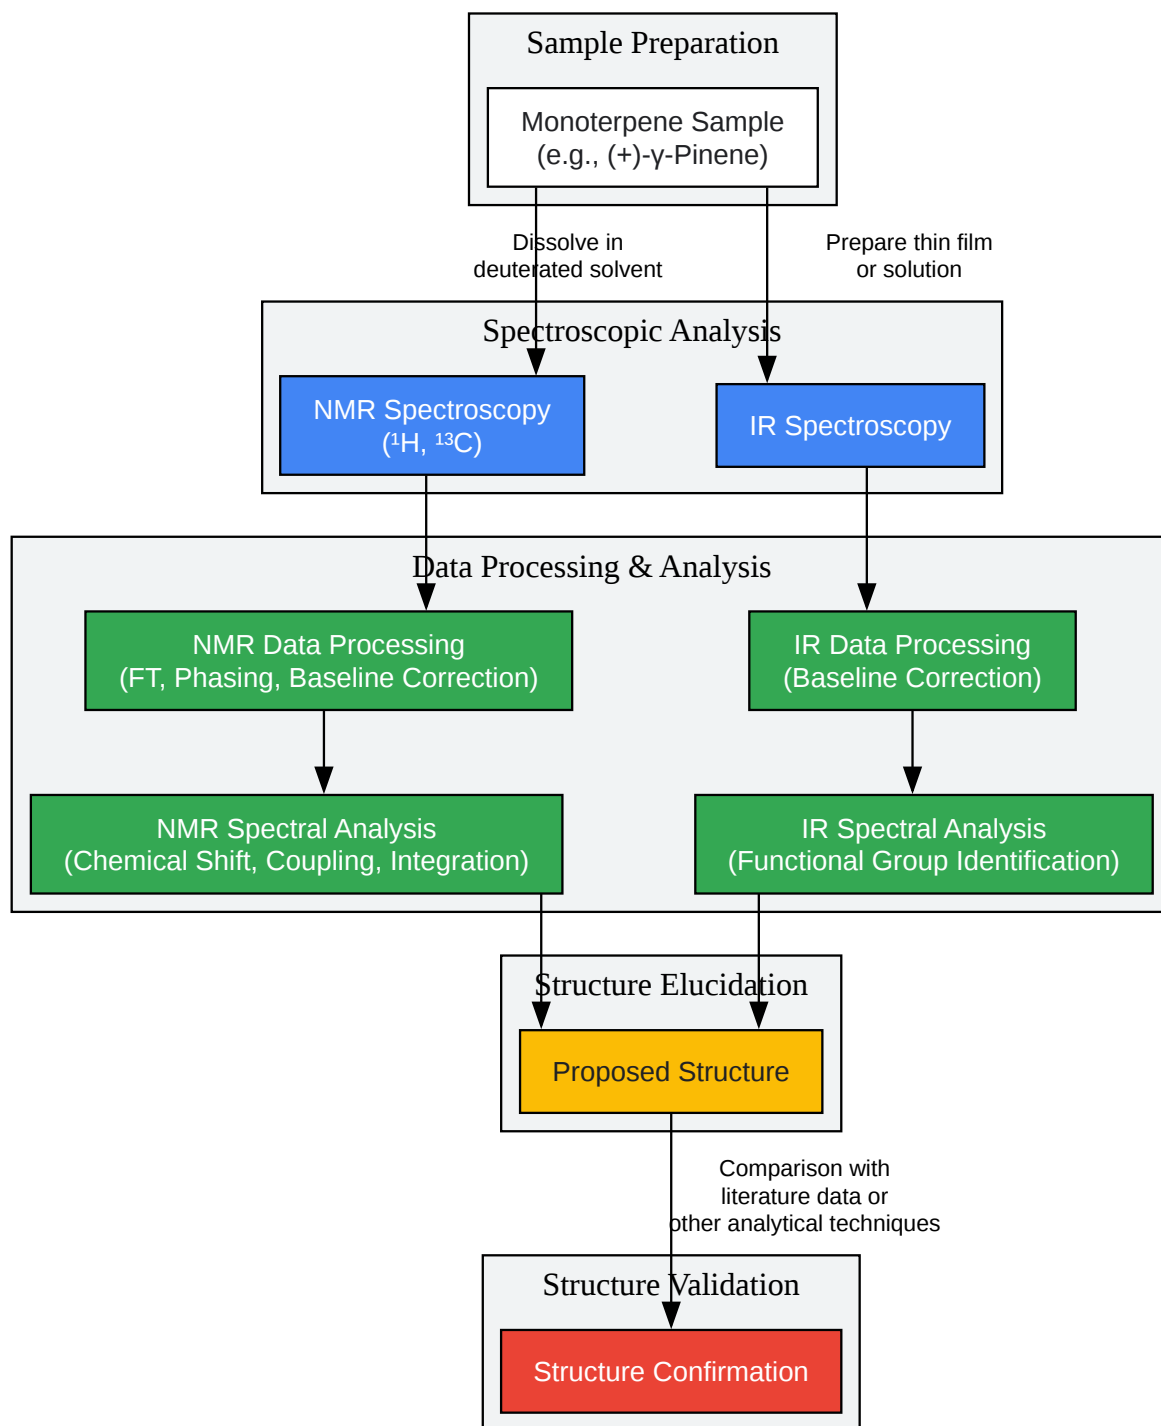 Sample Preparation
Monoterpene Sample
(e.g., (+)-γ-Pinene)
Dissolve in
deuterated solvent
Prepare thin film
or solution
Spectroscopic Analysis
NMR Spectroscopy
(¹H, ¹³C)
IR Spectroscopy
Data Processing & Analysis
NMR Data Processing
(FT, Phasing, Baseline Correction)
IR Data Processing
(Baseline Correction)
NMR Spectral Analysis
(Chemical Shift, Coupling, Integration)
IR Spectral Analysis
(Functional Group Identification)
Structure Elucidation
Proposed Structure
Comparison with
literature data or
other analytical techniques
Structure Validation
Structure Confirmation